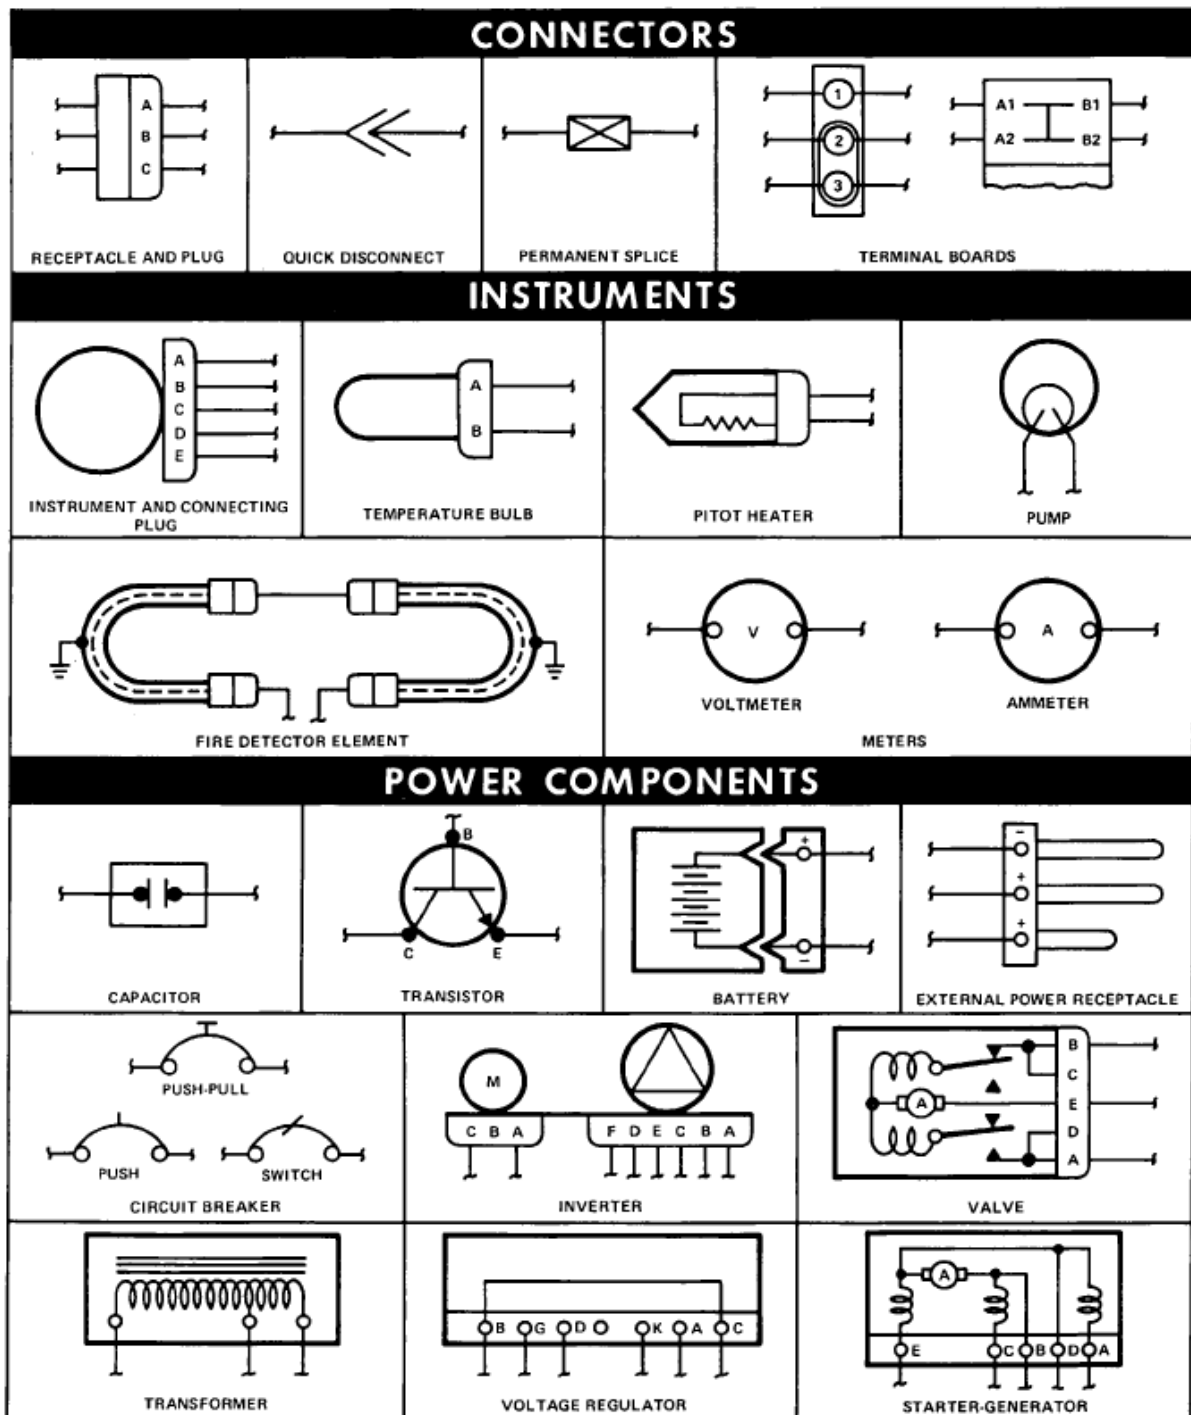 CONNECTORS
A
B
C
RECEPTACLE AND PLUG
QUICK DISCONNECT
PERMANENT SPLICE
1
2
3
A1 B1
A2 B2
TERMINAL BOARDS
INSTRUMENTS
A
B
C
D
E
INSTRUMENT AND CONNECTING
PLUG
A
B
TEMPERATURE BULB
PITOT HEATER
PUMP
FIRE DETECTOR ELEMENT
V
VOLTMETER
A
AMMETER
METERS
POWER COMPONENTS
CAPACITOR
B
C E
TRANSISTOR
+
−
BATTERY
−
+
+
EXTERNAL POWER RECEPTACLE
PUSH-PULL
PUSH
SWITCH
CIRCUIT BREAKER
M
C B A
F D E C B A
INVERTER
B
C
A E
D
A
VALVE
TRANSFORMER
B G D K A C
VOLTAGE REGULATOR
A
E C B D A
STARTER-GENERATOR